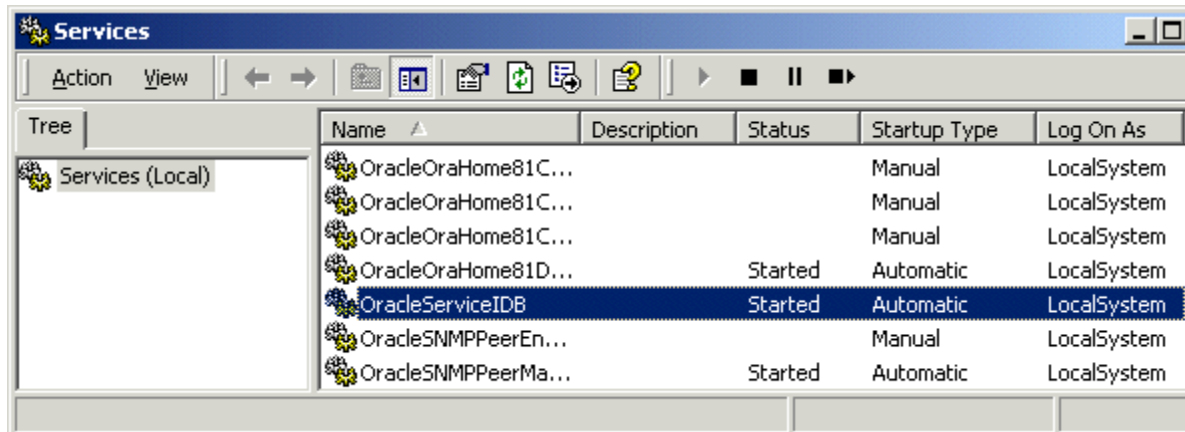 Services
Action View
Tree
Services (Local)
Name Description Status Startup Type Log On As
OracleOraHome81C... Manual LocalSystem
OracleOraHome81C... Manual LocalSystem
OracleOraHome81C... Manual LocalSystem
OracleOraHome81D... Started Automatic LocalSystem
OracleServiceIDB Started Automatic LocalSystem
OracleSNMPPeerEn... Manual LocalSystem
OracleSNMPPeerMa... Started Automatic LocalSystem